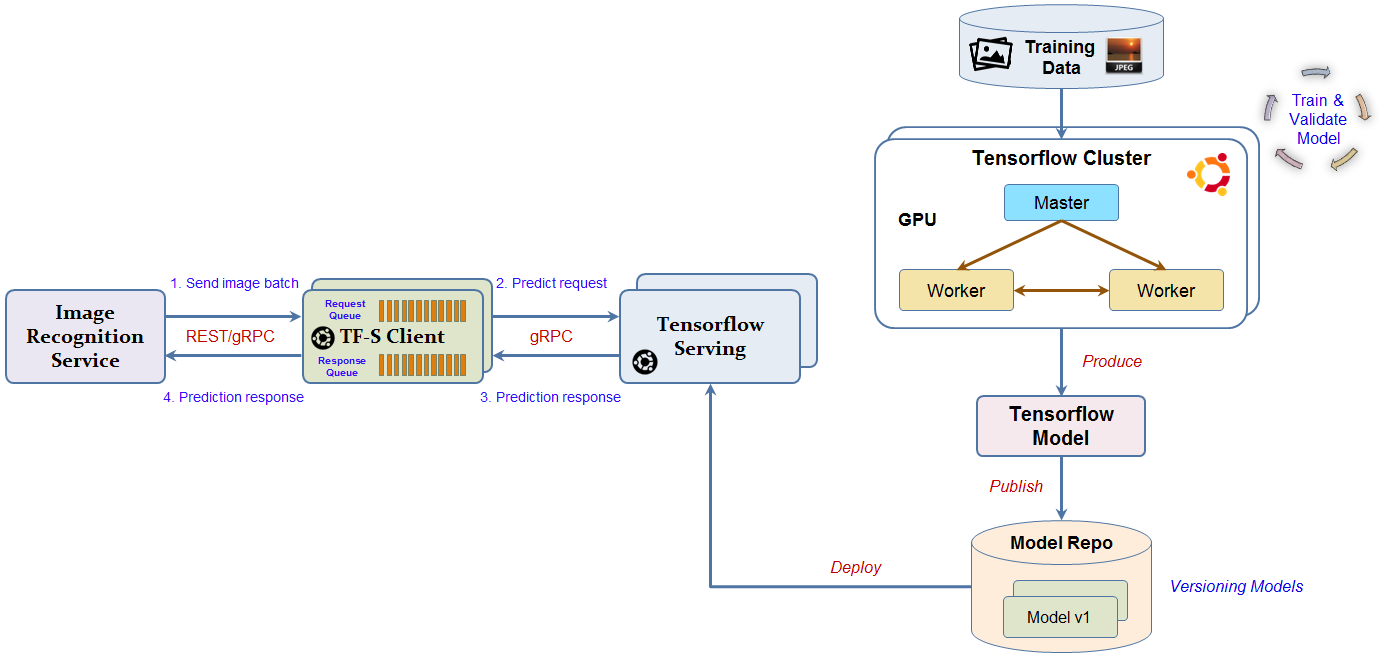 Training
Data
JPEG
Train &
Validate
Model
Tensorflow Cluster
Master
GPU
Worker
Worker
1. Send image batch
2. Predict request
Image
Recognition
Service
REST/gRPC
Request
Queue
TF-S Client
Response
Queue
gRPC
Tensorflow
Serving
4. Prediction response
3. Prediction response
Produce
Tensorflow
Model
Publish
Model Repo
Deploy
Versioning Models
Model v1